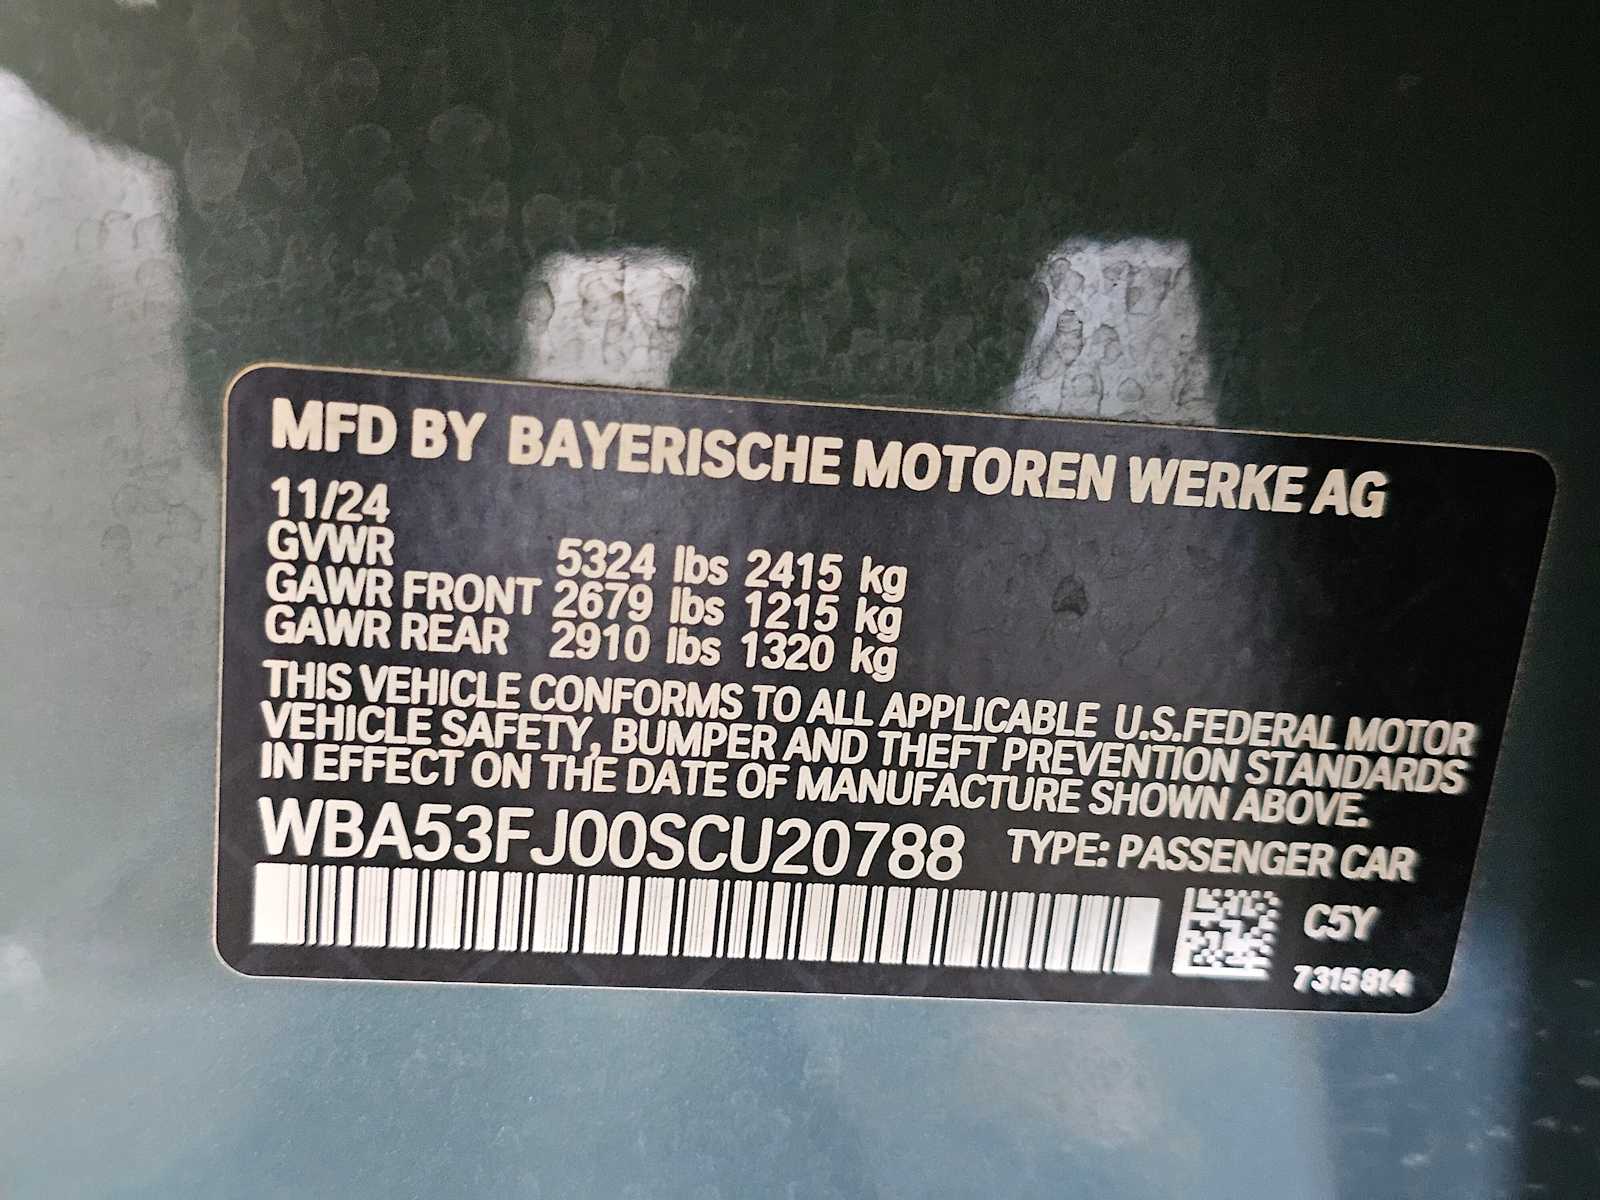 MFD BY BAYERISCHE MOTOREN WERKE AG
11/24
GVWR 5324 lbs 2415 kg
GAWR FRONT 2679 lbs 1215 kg
GAWR REAR 2910 lbs 1320 kg
THIS VEHICLE CONFORMS TO ALL APPLICABLE U.S.FEDERAL MOTOR
VEHICLE SAFETY, BUMPER AND THEFT PREVENTION STANDARDS
IN EFFECT ON THE DATE OF MANUFACTURE SHOWN ABOVE.
WBA53FJ00SCU20788 TYPE: PASSENGER CAR
C5Y
7315814